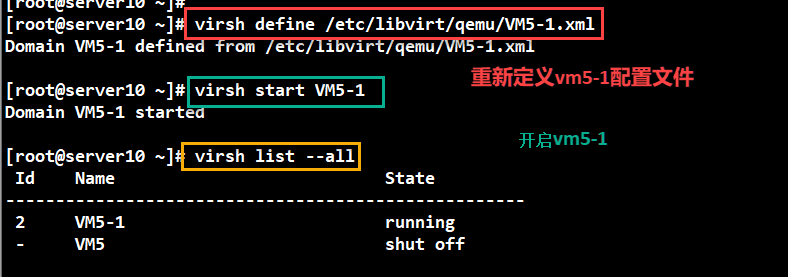 [root@server10 ~]#
[root@server10 ~]# virsh define /etc/libvirt/qemu/VM5-1.xml
Domain VM5-1 defined from /etc/libvirt/qemu/VM5-1.xml
重新定义vm5-1配置文件
[root@server10 ~]# virsh start VM5-1
Domain VM5-1 started
开启vm5-1
[root@server10 ~]# virsh list --all
Id Name State
----------------------------------------------------
2 VM5-1 running
- VM5 shut off